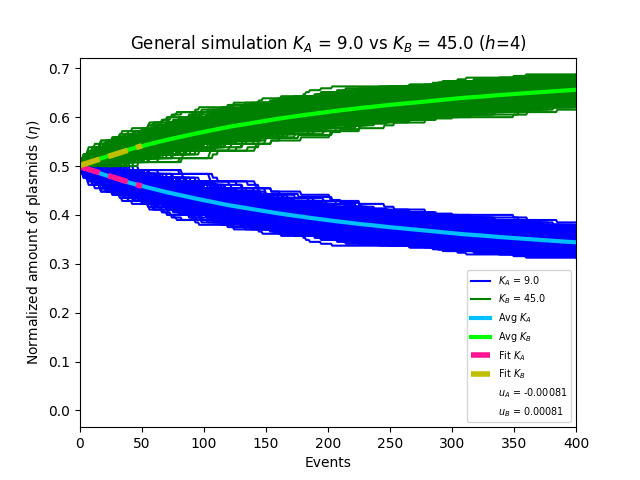 General simulation K_A = 9.0 vs K_B = 45.0 (h=4)
Normalized amount of plasmids (η)
0.7
0.6
0.5
0.4
0.3
0.2
0.1
0.0
K_A = 9.0
K_B = 45.0
Avg K_A
Avg K_B
Fit K_A
Fit K_B
u_A = -0.00081
u_B = 0.00081
0 50 100 150 200 250 300 350 400
Events